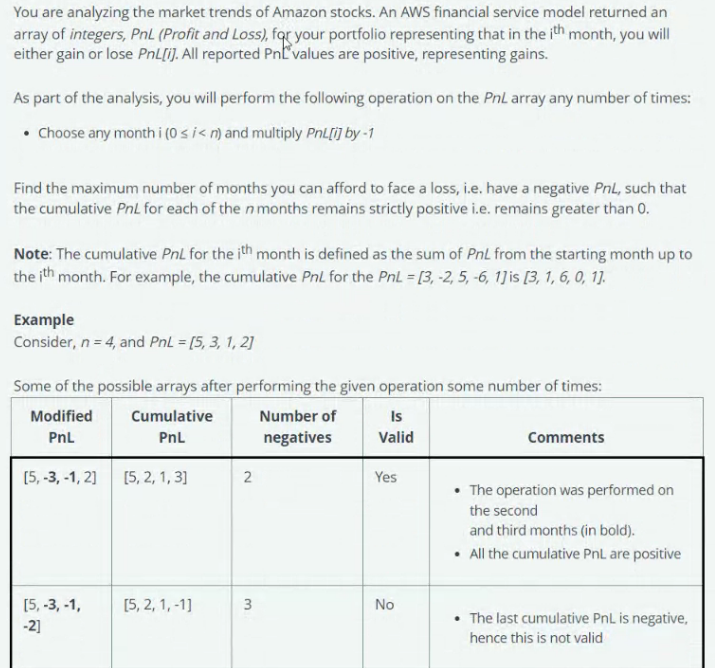 You are analyzing the market trends of Amazon stocks. An AWS financial service model returned an
array of integers, PnL (Profit and Loss), for your portfolio representing that in the ith month, you will
either gain or lose PnL[i]. All reported PnL values are positive, representing gains.
As part of the analysis, you will perform the following operation on the PnL array any number of times:
• Choose any month i (0 ≤ i < n) and multiply PnL[i] by -1
Find the maximum number of months you can afford to face a loss, i.e. have a negative PnL, such that
the cumulative PnL for each of the n months remains strictly positive i.e. remains greater than 0.
Note: The cumulative PnL for the ith month is defined as the sum of PnL from the starting month up to
the ith month. For example, the cumulative PnL for the PnL = [3, -2, 5, -6, 1] is [3, 1, 6, 0, 1].
Example
Consider, n = 4, and PnL = [5, 3, 1, 2]
Some of the possible arrays after performing the given operation some number of times:
Modified Cumulative Number of Is
PnL PnL negatives Valid Comments
[5, -3, -1, 2] [5, 2, 1, 3] 2 Yes
• The operation was performed on
the second
and third months (in bold).
• All the cumulative PnL are positive
[5, -3, -1, [5, 2, 1, -1] 3 No
-2]
• The last cumulative PnL is negative,
hence this is not valid